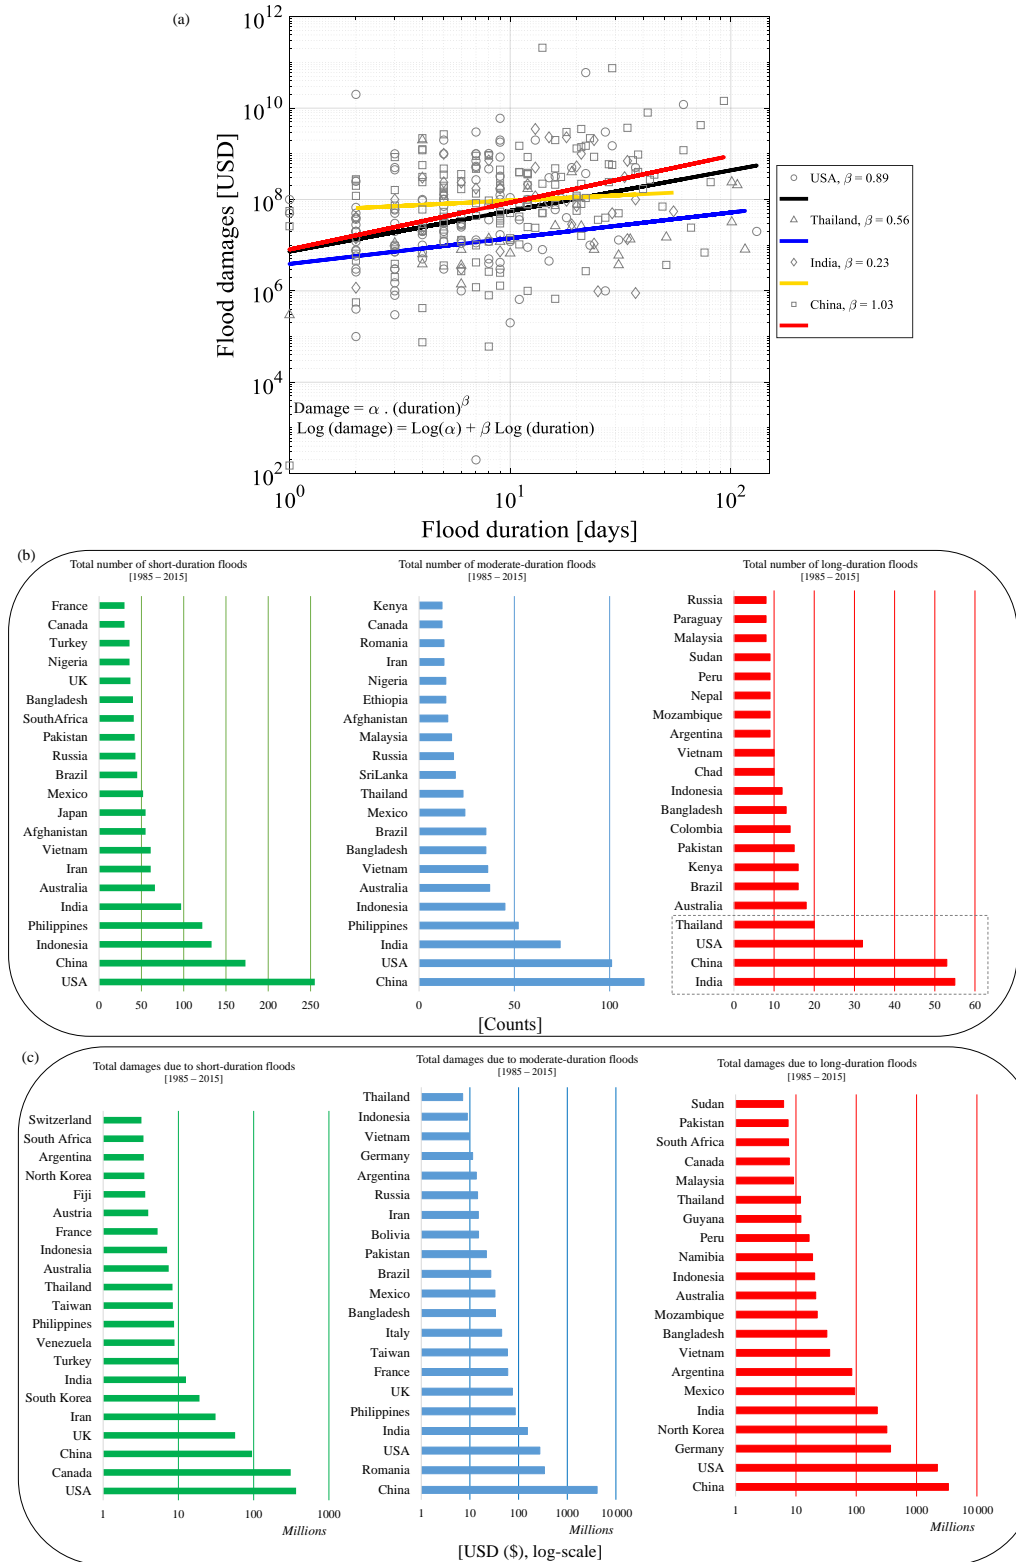 (a)
10^12
10^10
10^8
10^6
10^4
10^2
Flood damages [USD]
10^0
10^1
10^2
Flood duration [days]
Damage = α . (duration)^β
Log (damage) = Log(α) + β Log (duration)
USA, β = 0.89
Thailand, β = 0.56
India, β = 0.23
China, β = 1.03
(b)
Total number of short-duration floods
[1985 – 2015]
France
Canada
Turkey
Nigeria
UK
Bangladesh
SouthAfrica
Pakistan
Russia
Brazil
Mexico
Japan
Afghanistan
Vietnam
Iran
Australia
India
Philippines
Indonesia
China
USA
0 50 100 150 200 250
Total number of moderate-duration floods
[1985 – 2015]
Kenya
Canada
Romania
Iran
Nigeria
Ethiopia
Afghanistan
Malaysia
Russia
SriLanka
Thailand
Mexico
Brazil
Bangladesh
Vietnam
Australia
Indonesia
Philippines
India
USA
China
0 50 100
Total number of long-duration floods
[1985 – 2015]
Russia
Paraguay
Malaysia
Sudan
Peru
Nepal
Mozambique
Argentina
Vietnam
Chad
Indonesia
Bangladesh
Colombia
Pakistan
Kenya
Brazil
Australia
Thailand
USA
China
India
0 10 20 30 40 50 60
[Counts]
(c)
Total damages due to short-duration floods
[1985 – 2015]
Switzerland
South Africa
Argentina
North Korea
Fiji
Austria
France
Indonesia
Australia
Thailand
Taiwan
Philippines
Venezuela
Turkey
India
South Korea
Iran
UK
China
Canada
USA
1 10 100 1000
Millions
Total damages due to moderate-duration floods
[1985 – 2015]
Thailand
Indonesia
Vietnam
Germany
Argentina
Russia
Iran
Bolivia
Pakistan
Brazil
Mexico
Bangladesh
Italy
Taiwan
France
UK
Philippines
India
USA
Romania
China
1 10 100 1000 10 000
Millions
Total damages due to long-duration floods
[1985 – 2015]
Sudan
Pakistan
South Africa
Canada
Malaysia
Thailand
Guyana
Peru
Namibia
Indonesia
Australia
Mozambique
Bangladesh
Vietnam
Argentina
Mexico
India
North Korea
Germany
USA
China
1 10 100 1000 10 000
Millions
[USD ($), log-scale]